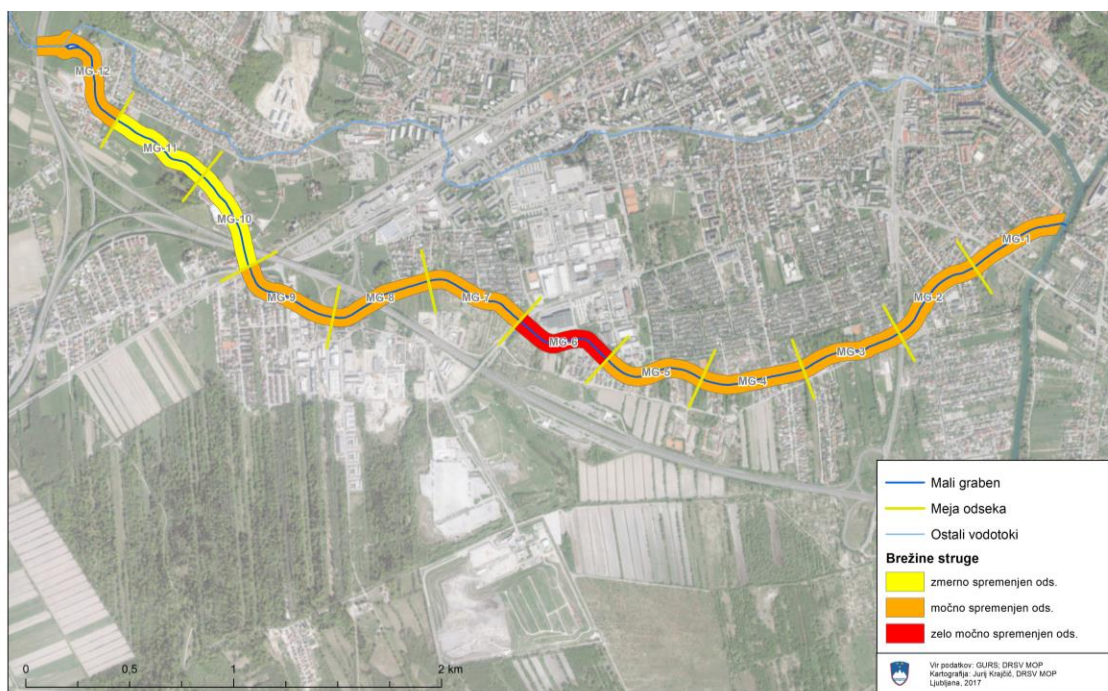 MG-12
MG-11
MG-10
MG-9
MG-8
MG-7
MG-6
MG-5
MG-4
MG-3
MG-2
MG-1
Mali graben
Meja odseka
Ostali vodotoki
Brežine struge
zmerno spremenjen ods.
močno spremenjen ods.
zelo močno spremenjen ods.
Vir podatkov: GURS; DRSV MOP
Kartografija: Jurij Krajčič, DRSV MOP
Ljubljana, 2017
0 0,5 1 2 km